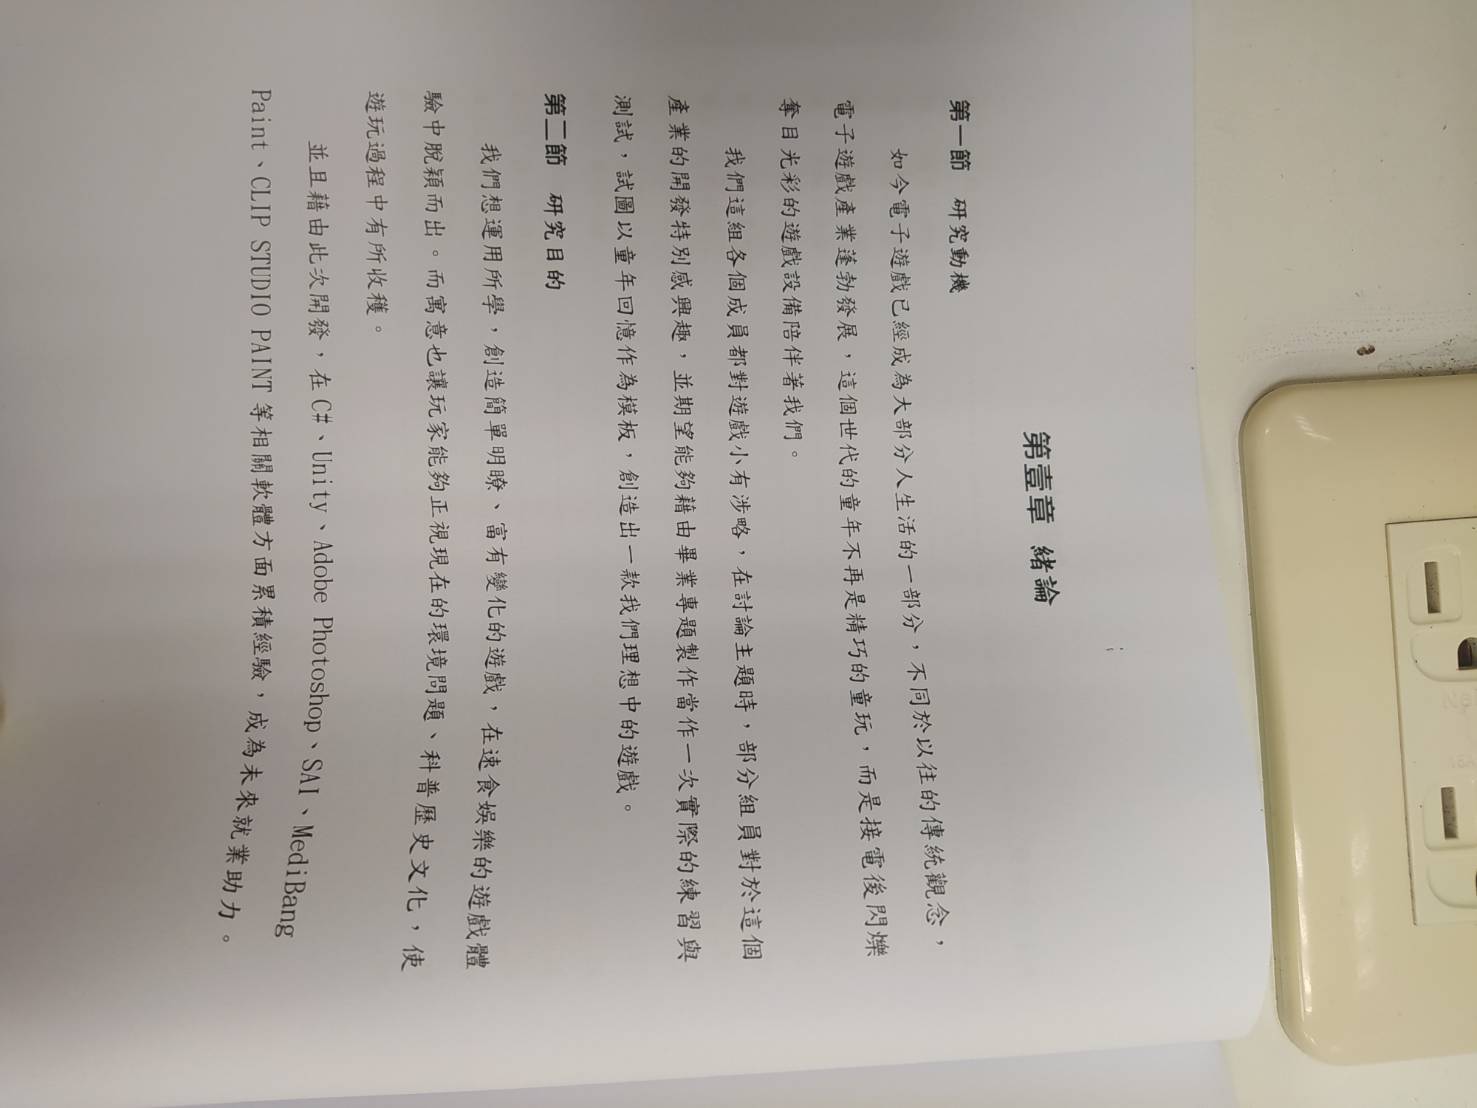 第壹章 緒論
第一節 研究動機
如今電子遊戲已經成為大部分人生活的一部分，不同於以往的傳統觀念，
電子遊戲產業蓬勃發展，這個世代的童年不再是精巧的童玩，而是接電後閃爍
奪目光彩的遊戲設備陪伴著我們。
我們這組各個成員都對遊戲小有涉略，在討論主題時，部分組員對於這個
產業的開發特別感興趣，並期望能夠藉由畢業專題製作當作一次實際的練習與
測試，試圖以童年回憶作為模板，創造出一款我們理想中的遊戲。
第二節 研究目的
我們想運用所學，創造簡單明瞭、富有變化的遊戲，在速食娛樂的遊戲體
驗中脫穎而出。而寓意也讓玩家能夠正視現在的環境問題、科普歷史文化，使
遊玩過程中有所收穫。
並且藉由此次開發，在 C#、Unity、Adobe Photoshop、SAI、MediBang
Paint、CLIP STUDIO PAINT 等相關軟體方面累積經驗，成為未來就業助力。